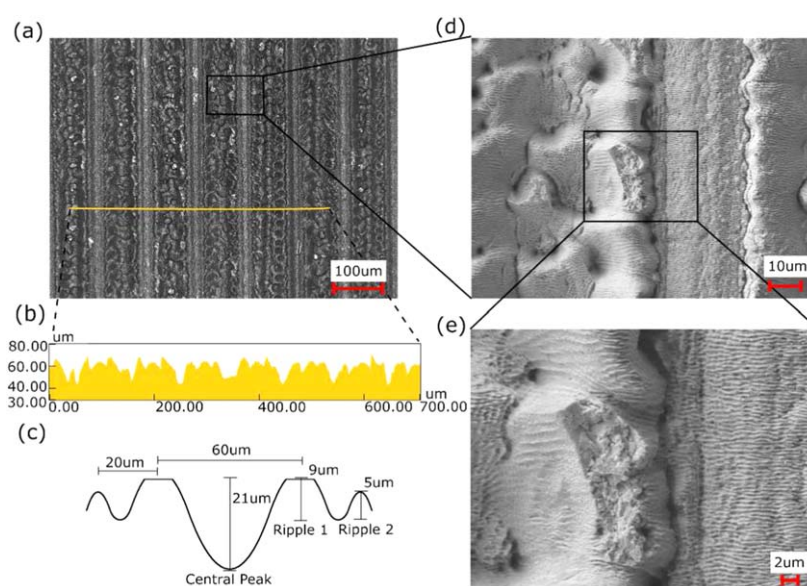 (a)
100um
(b)
um
80.00
60.00
40.00
30.00
um
0.00
200.00
400.00
600.00
700.00
(c)
20um
60um
9um
21um
5um
Ripple 1
Ripple 2
Central Peak
(d)
10um
(e)
2um